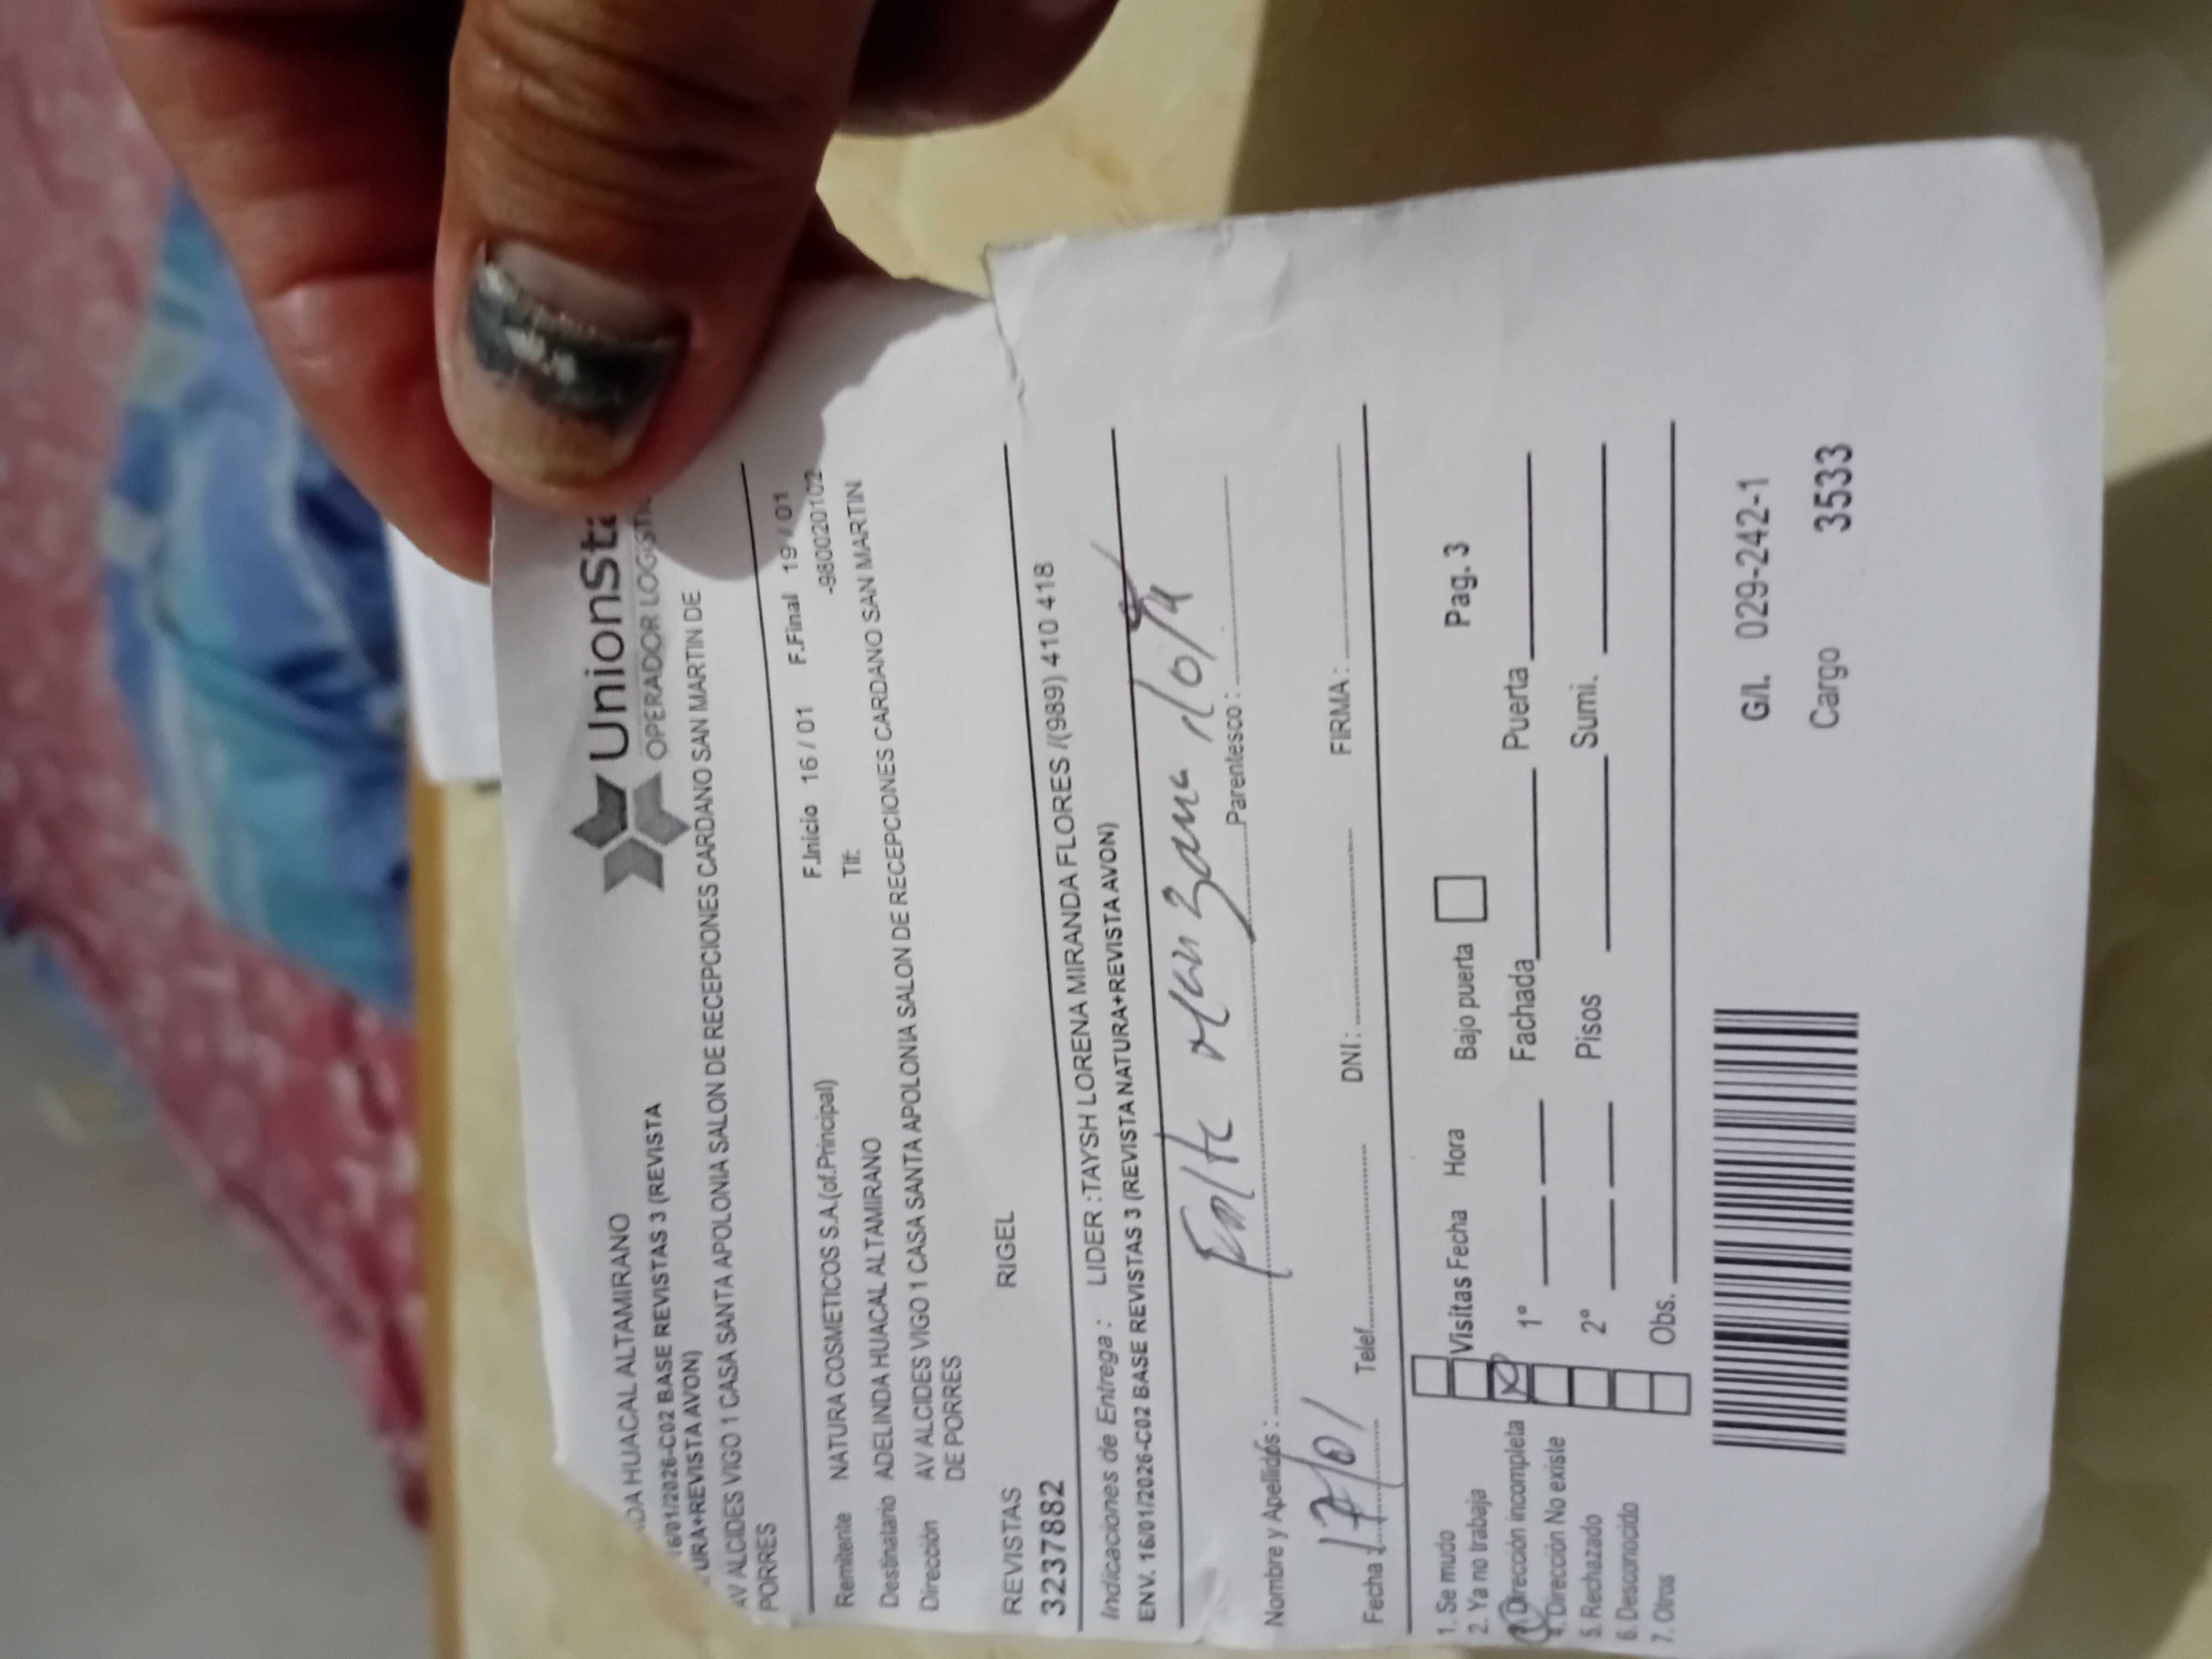 DA HUACAL ALTAMIRANO
16/01/2026-C02 BASE REVISTAS 3 (REVISTA
URA+REVISTA AVON)
AV ALCIDES VIGO 1 CASA SANTA APOLONIA SALON DE RECEPCIONES CARDANO SAN MARTIN DE
PORRES
UnionSta
OPERADOR LOGIST
F.Inicio 16 / 01 F.Final 19 / 01
Remitente NATURA COSMETICOS S.A.(of.Principal) Tlf: -980020102
Destinatario ADELINDA HUACAL ALTAMIRANO
Dirección AV ALCIDES VIGO 1 CASA SANTA APOLONIA SALON DE RECEPCIONES CARDANO SAN MARTIN
DE PORRES
REVISTAS RIGEL
3237882
Indicaciones de Entrega : LIDER :TAYSH LORENA MIRANDA FLORES /(989) 410 418
ENV. 16/01/2026-C02 BASE REVISTAS 3 (REVISTA NATURA+REVISTA AVON)
Falte manzana
Nombre y Apellidos : Parentesco :
Fecha : 17/01 Telef. DNI : FIRMA :
1. Se mudo
2. Ya no trabaja
3. Dirección incompleta
4. Dirección No existe
5. Rechazado
6. Desconocido
7. Otros
Visitas Fecha Hora Bajo puerta Pag. 3
1° Fachada Puerta
2° Pisos Sumi.
Obs.
G/I. 029-242-1
Cargo 3533